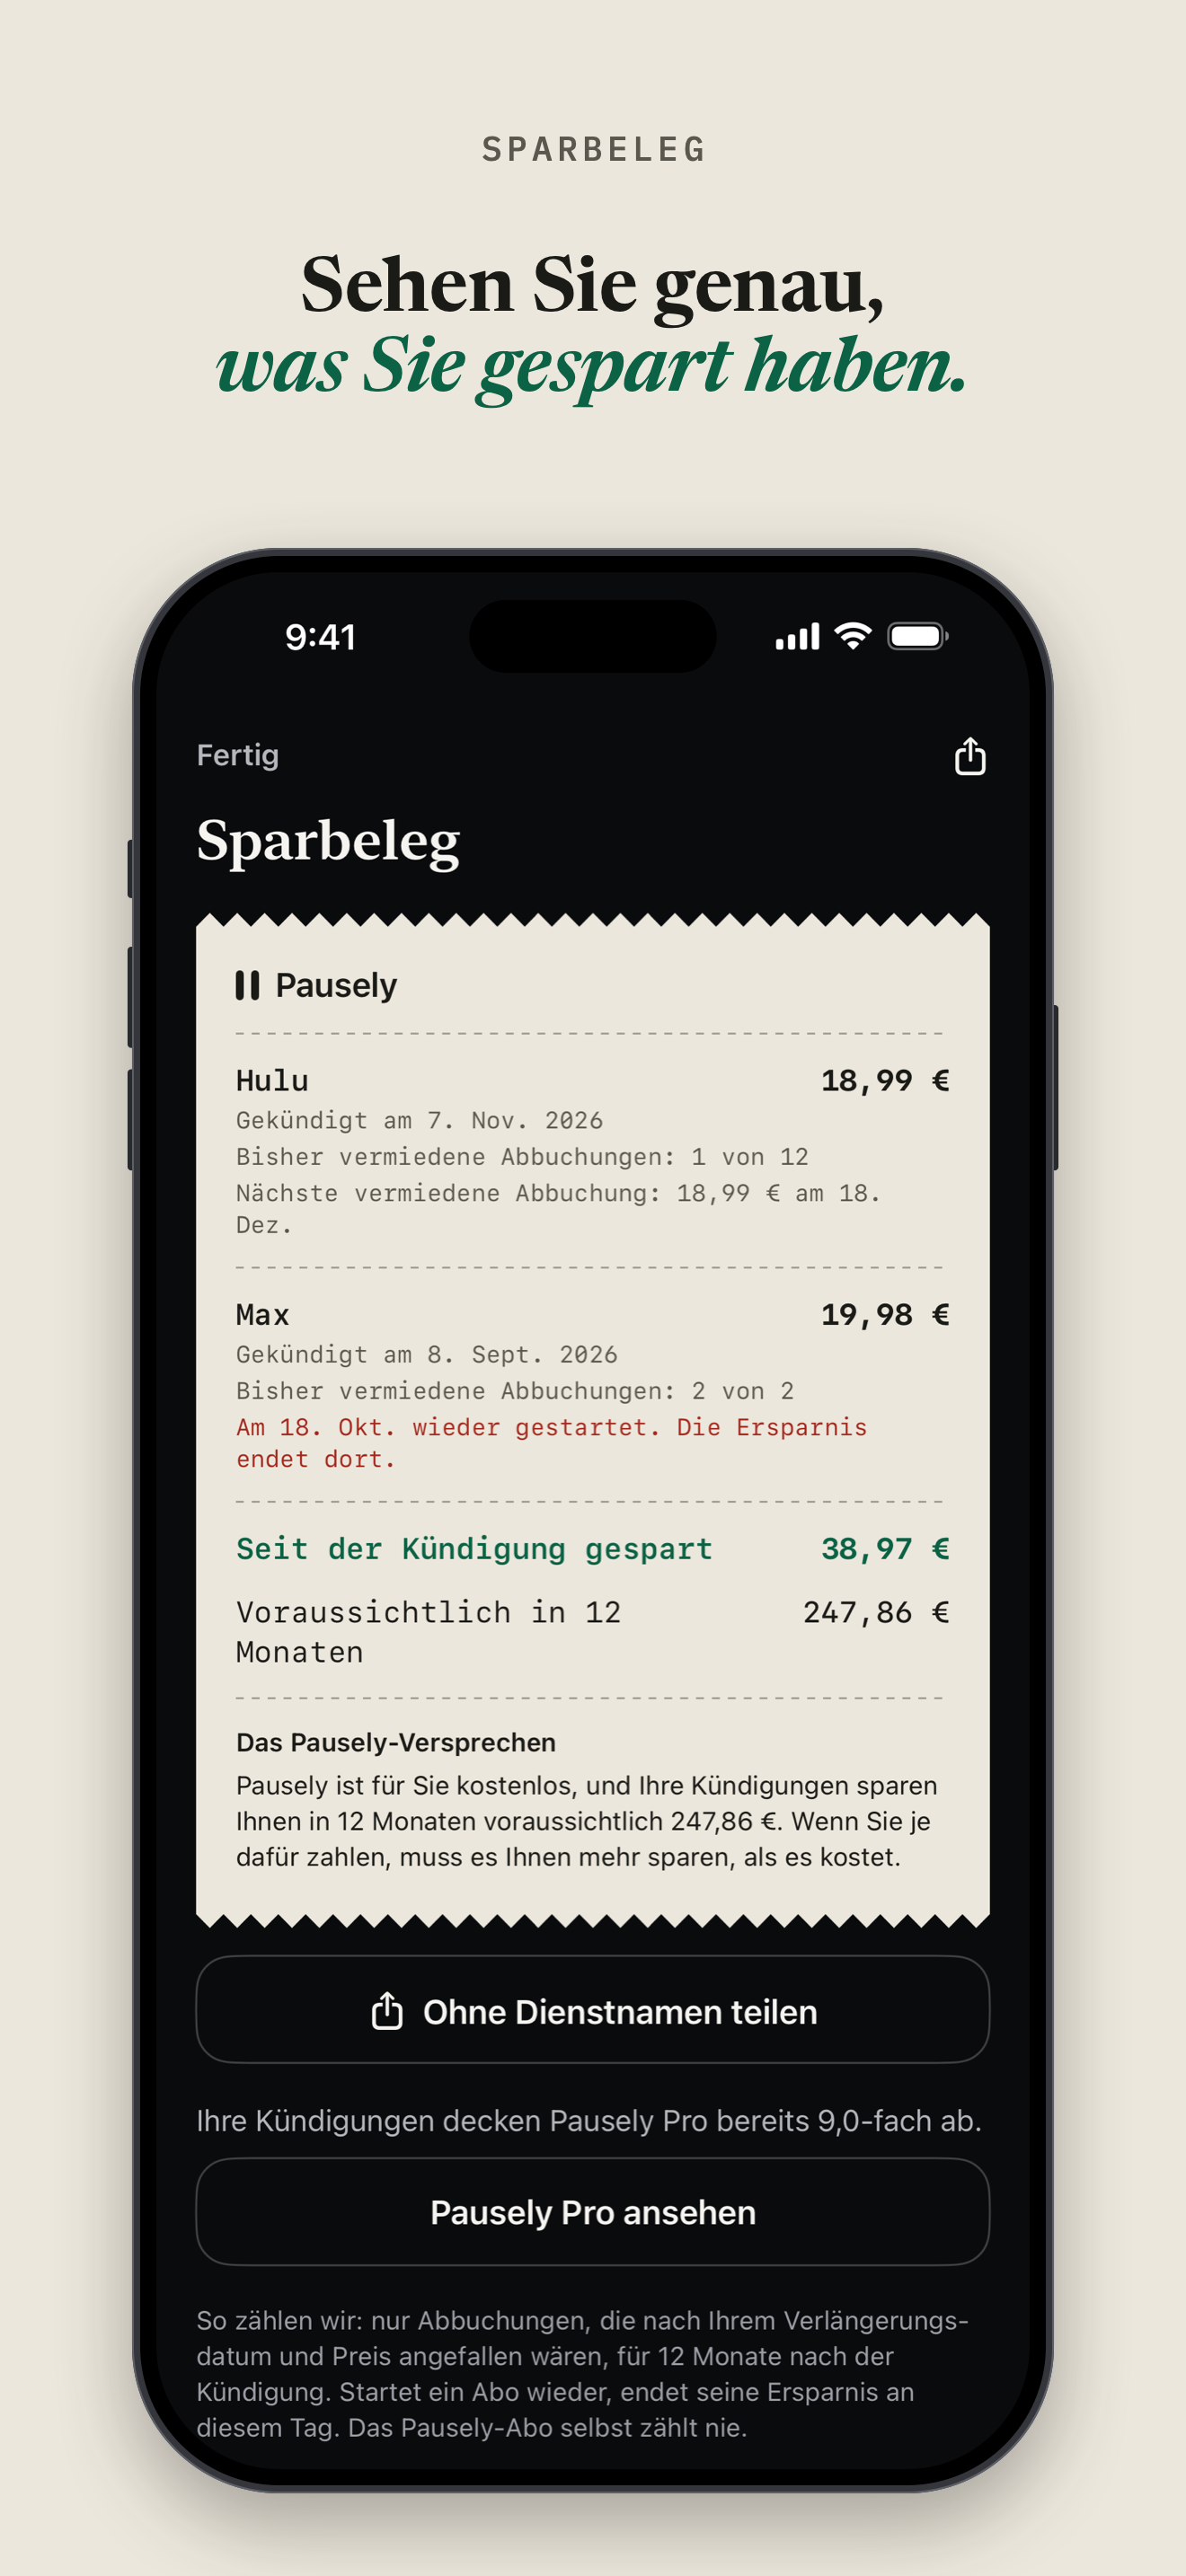 SPARBELEG
Sehen Sie genau,
was Sie gespart haben.
9:41
Fertig
Sparbeleg
Pausely
Hulu 18,99 €
Gekündigt am 7. Nov. 2026
Bisher vermiedene Abbuchungen: 1 von 12
Nächste vermiedene Abbuchung: 18,99 € am 18.
Dez.
Max 19,98 €
Gekündigt am 8. Sept. 2026
Bisher vermiedene Abbuchungen: 2 von 2
Am 18. Okt. wieder gestartet. Die Ersparnis
endet dort.
Seit der Kündigung gespart 38,97 €
Voraussichtlich in 12 247,86 €
Monaten
Das Pausely-Versprechen
Pausely ist für Sie kostenlos, und Ihre Kündigungen sparen
Ihnen in 12 Monaten voraussichtlich 247,86 €. Wenn Sie je
dafür zahlen, muss es Ihnen mehr sparen, als es kostet.
Ohne Dienstnamen teilen
Ihre Kündigungen decken Pausely Pro bereits 9,0-fach ab.
Pausely Pro ansehen
So zählen wir: nur Abbuchungen, die nach Ihrem Verlängerungs-
datum und Preis angefallen wären, für 12 Monate nach der
Kündigung. Startet ein Abo wieder, endet seine Ersparnis an
diesem Tag. Das Pausely-Abo selbst zählt nie.